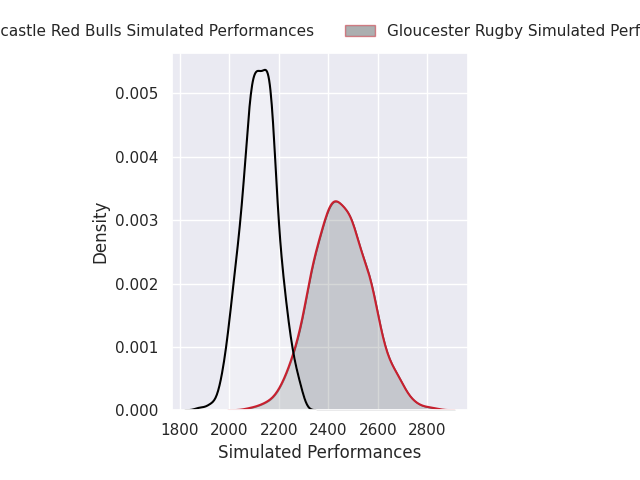 castle Red Bulls Simulated Performances Gloucester Rugby Simulated Perf
0.005
0.004
0.003
0.002
0.001
0.000
Density
1800 2000 2200 2400 2600 2800
Simulated Performances